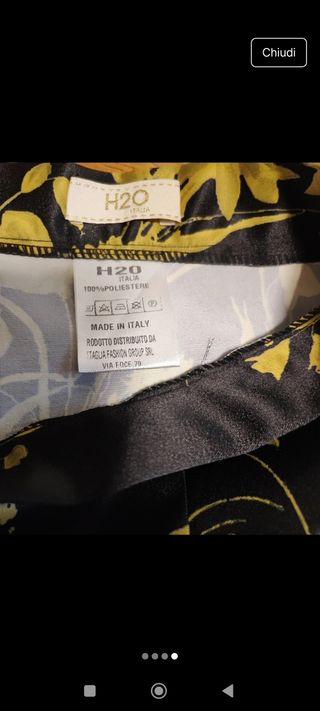 Chiudi
H2O
ITALIA
H2O
ITALIA
100%POLIESTERE
MADE IN ITALY
RODOTTO DISTRIBUITO DA
ITAGLIA FASHION GROUP SRL
VIA FOCE 79